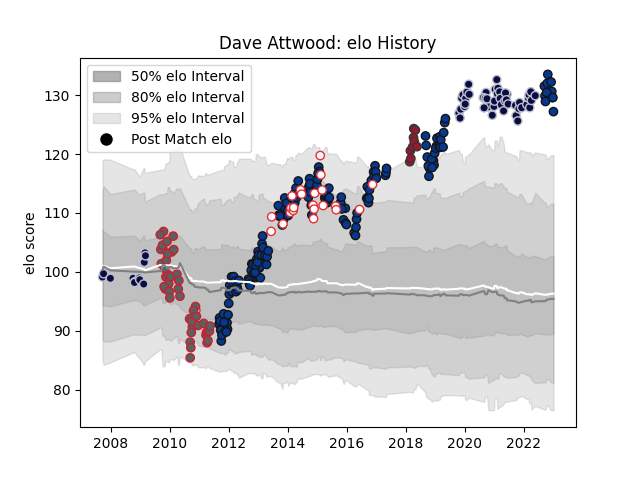 Dave Attwood: elo History
50% elo Interval
80% elo Interval
95% elo Interval
Post Match elo
elo score
130
120
110
100
90
80
2008 2010 2012 2014 2016 2018 2020 2022